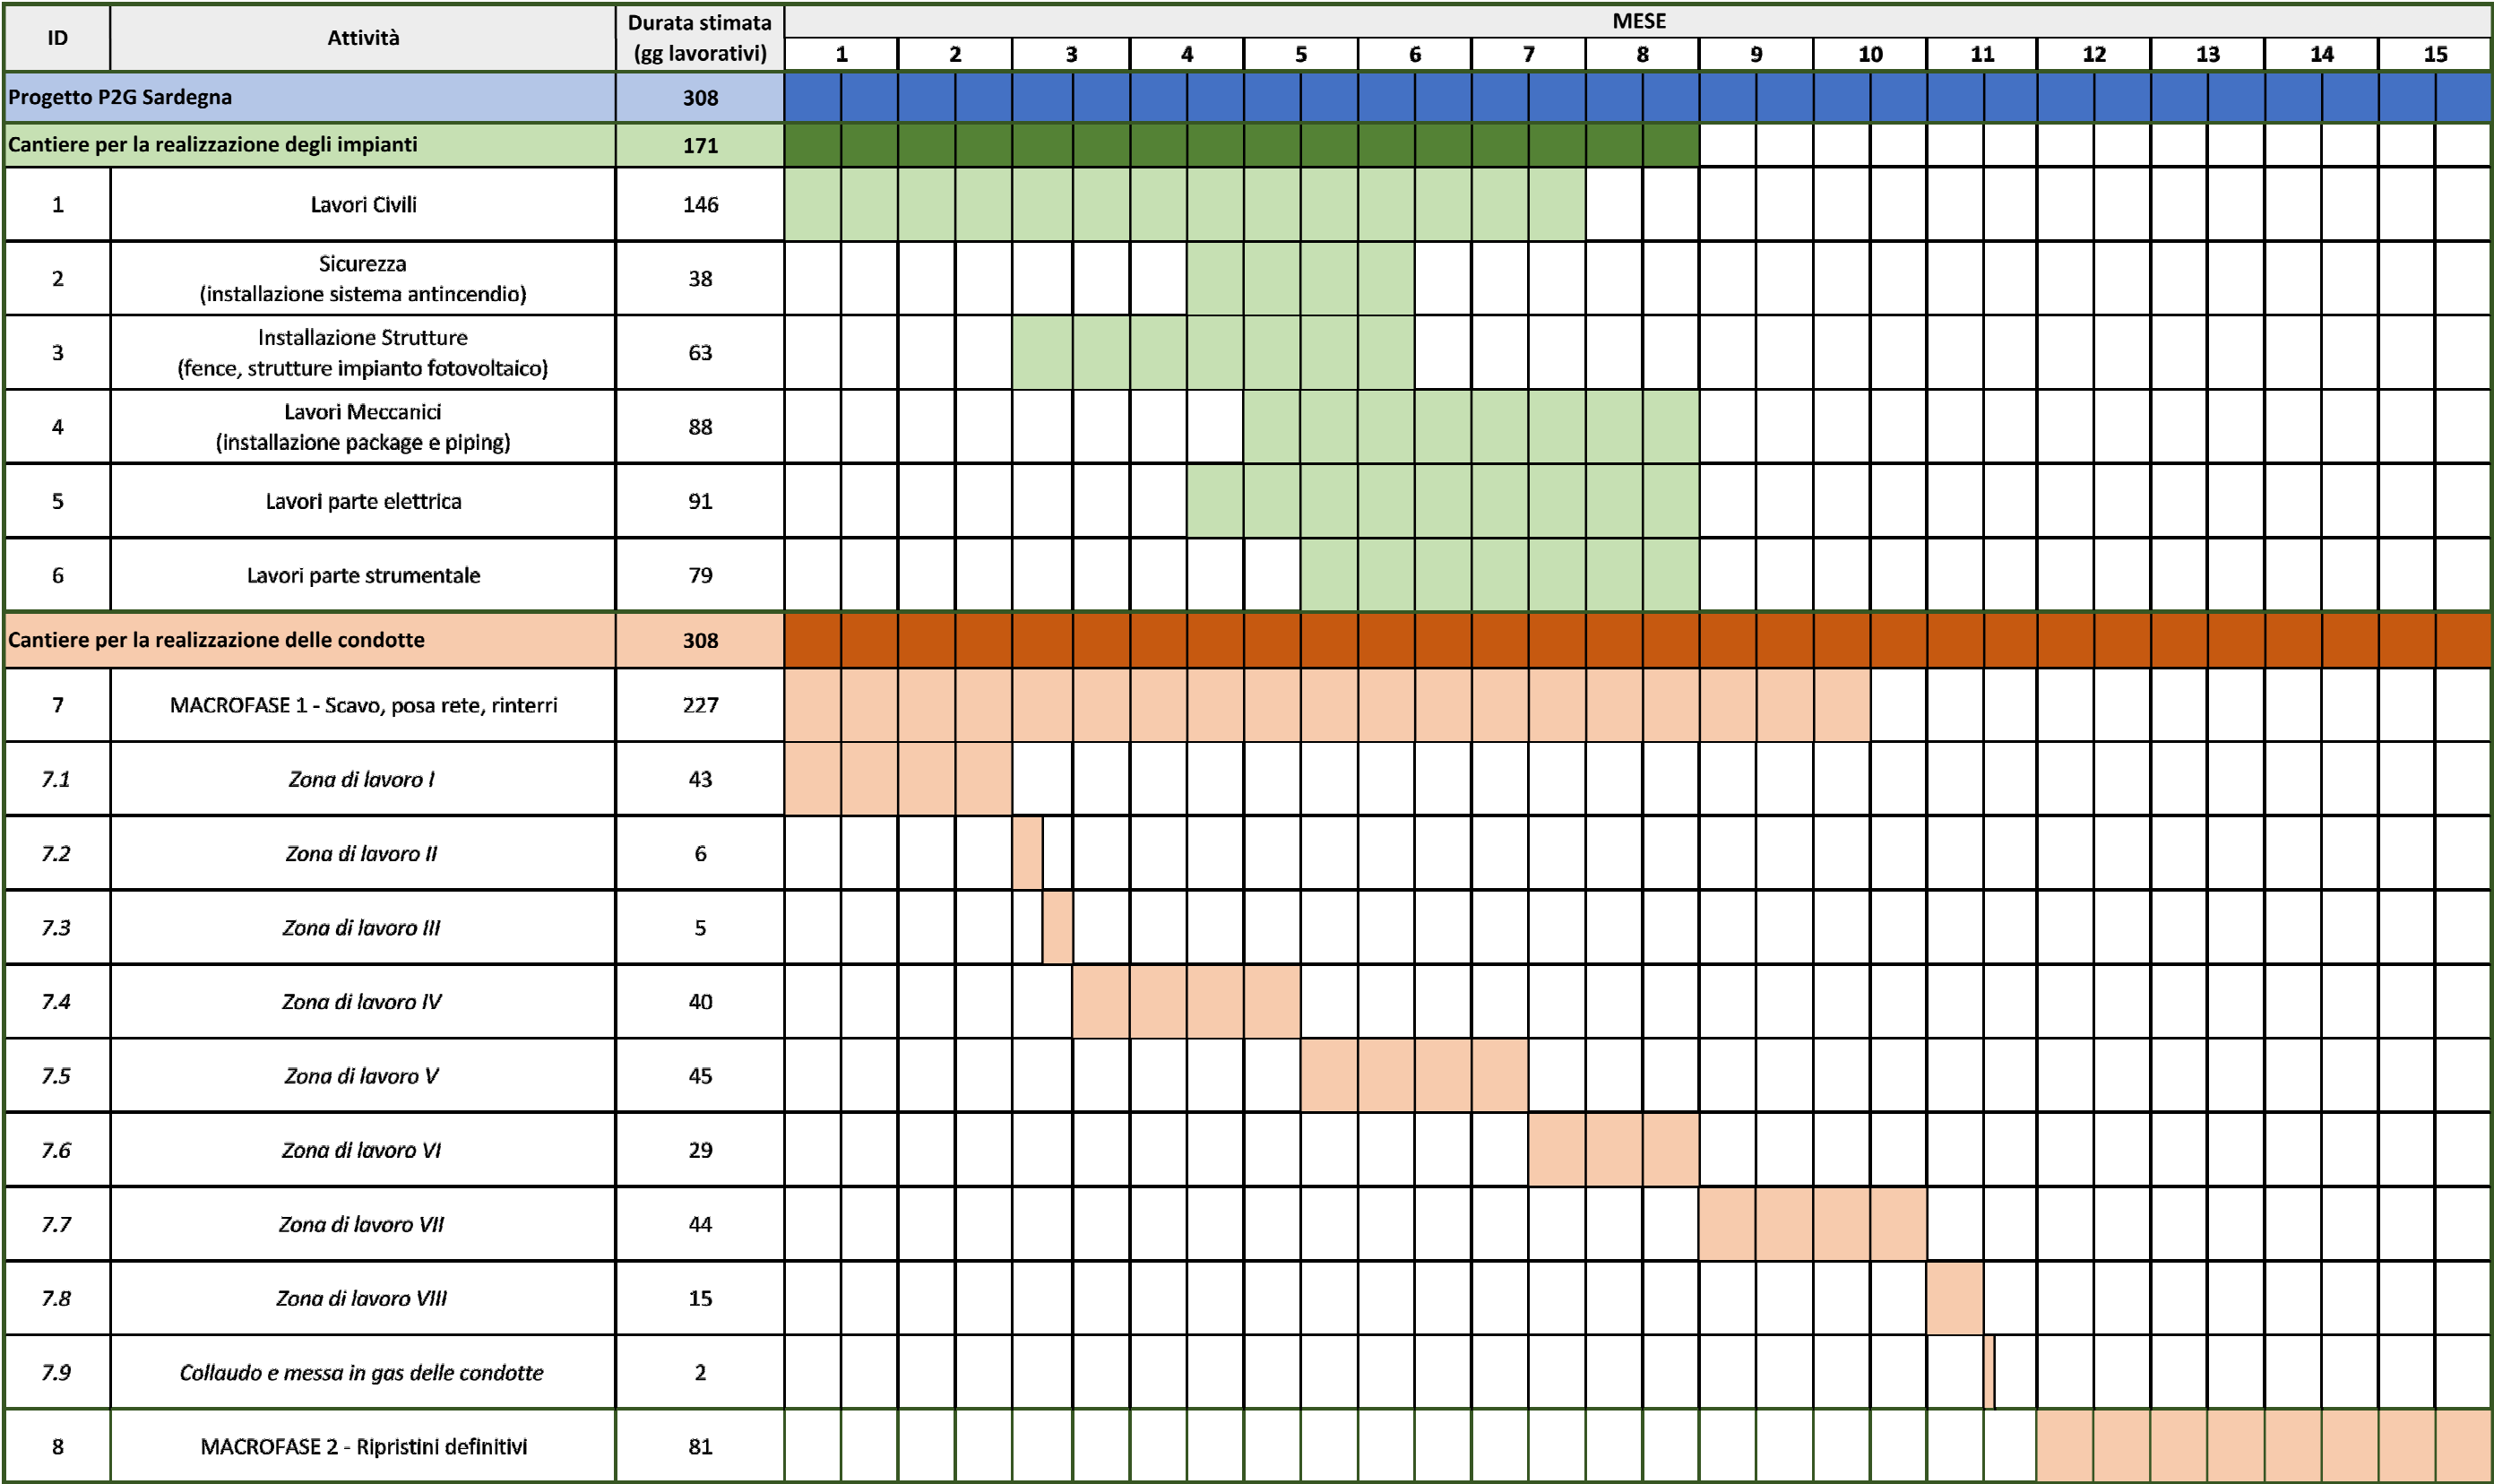 ID Attività Durata stimata (gg lavorativi) MESE
1 2 3 4 5 6 7 8 9 10 11 12 13 14 15
Progetto P2G Sardegna 308
Cantiere per la realizzazione degli impianti 171
1 Lavori Civili 146
2 Sicurezza
(installazione sistema antincendio) 38
3 Installazione Strutture
(fence, strutture impianto fotovoltaico) 63
4 Lavori Meccanici
(installazione package e piping) 88
5 Lavori parte elettrica 91
6 Lavori parte strumentale 79
Cantiere per la realizzazione delle condotte 308
7 MACROFASE 1 - Scavo, posa rete, rinterri 227
7.1 Zona di lavoro I 43
7.2 Zona di lavoro II 6
7.3 Zona di lavoro III 5
7.4 Zona di lavoro IV 40
7.5 Zona di lavoro V 45
7.6 Zona di lavoro VI 29
7.7 Zona di lavoro VII 44
7.8 Zona di lavoro VIII 15
7.9 Collaudo e messa in gas delle condotte 2
8 MACROFASE 2 - Ripristini definitivi 81